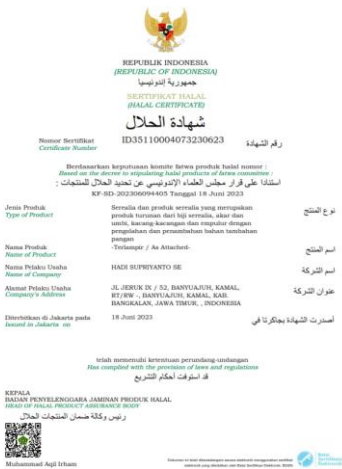 REPUBLIK INDONESIA
(REPUBLIC OF INDONESIA)
جمهورية إندونيسيا
SERTIFIKAT HALAL
(HALAL CERTIFICATE)
شهادة الحلال
Nomor Sertifikat
Certificate Number
ID35110004073230623
رقم الشهادة
Berdasarkan keputusan komite fatwa produk halal nomor :
Based on the decree to stipulating halal products of fatwa committee :
استنادا على قرار مجلس العلماء الإندونيسي عن تحديد الحلال للمنتجات :
KF-SD-202306094405 Tanggal 18 Juni 2023
Jenis Produk
Type of Product
Serealia dan produk serealia yang merupakan
produk turunan dari biji serealia, akar dan
umbi, kacang-kacangan dan empulur dengan
pengolahan dan penambahan bahan tambahan
pangan
نوع المنتج
Nama Produk
Name of Product
-Terlampir / As Attached-
اسم المنتج
Nama Pelaku Usaha
Name of Company
HADI SUPRIYANTO SE
اسم الشركة
Alamat Pelaku Usaha
Company's Address
JL JERUK IX / 52, BANYUAJUH, KAMAL,
RT/RW -, BANYUAJUH, KAMAL, KAB.
BANGKALAN, JAWA TIMUR, , INDONESIA
عنوان الشركة
Diterbitkan di Jakarta pada
Issued in Jakarta on
18 Juni 2023
أصدرت الشهادة بجاكرتا في
telah memenuhi ketentuan perundang-undangan
Has complied with the provision of laws and regulations
قد استوفت أحكام التشريع
KEPALA
BADAN PENYELENGGARA JAMINAN PRODUK HALAL
HEAD OF HALAL PRODUCT ASSURANCE BODY
رئيس وكالة ضمان المنتجات الحلال
Muhammad Aqil Irham
Balai
Sertifikasi
Elektronik